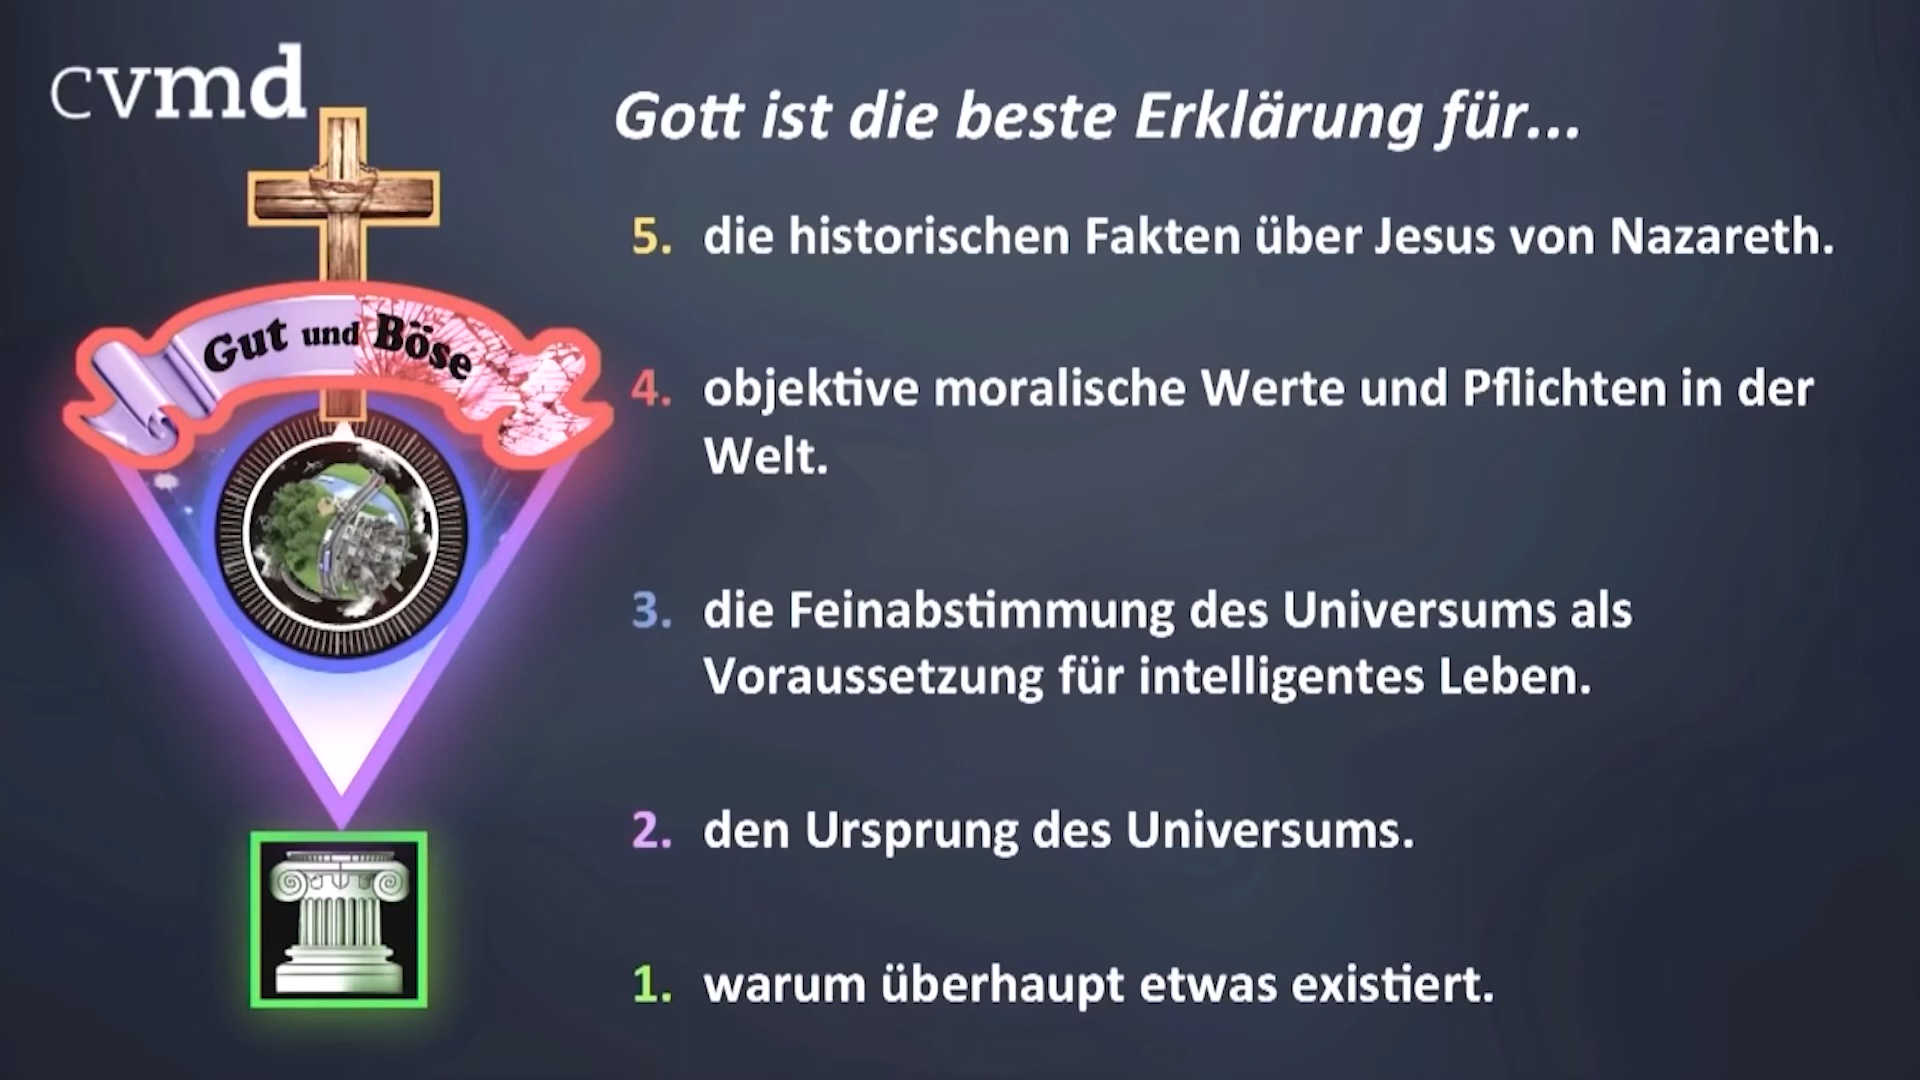 cvmd
Gott ist die beste Erklärung für...
5. die historischen Fakten über Jesus von Nazareth.
Gut und Böse
4. objektive moralische Werte und Pflichten in der
Welt.
3. die Feinabstimmung des Universums als
Voraussetzung für intelligentes Leben.
2. den Ursprung des Universums.
1. warum überhaupt etwas existiert.